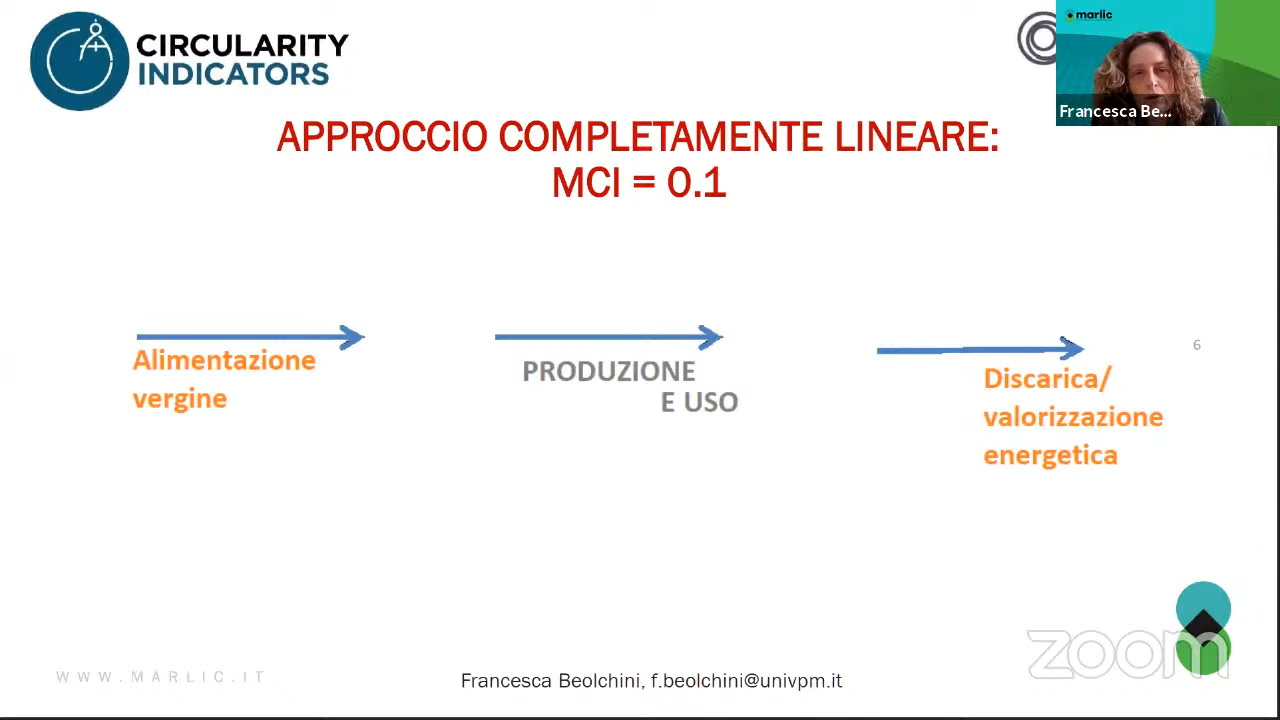 CIRCULARITY
INDICATORS
marlic
Francesca Be...
APPROCCIO COMPLETAMENTE LINEARE:
MCI = 0.1
Alimentazione
vergine
PRODUZIONE
E USO
6
Discarica/
valorizzazione
energetica
zoom
WWW.MARLIC.IT
Francesca Beolchini, f.beolchini@univpm.it